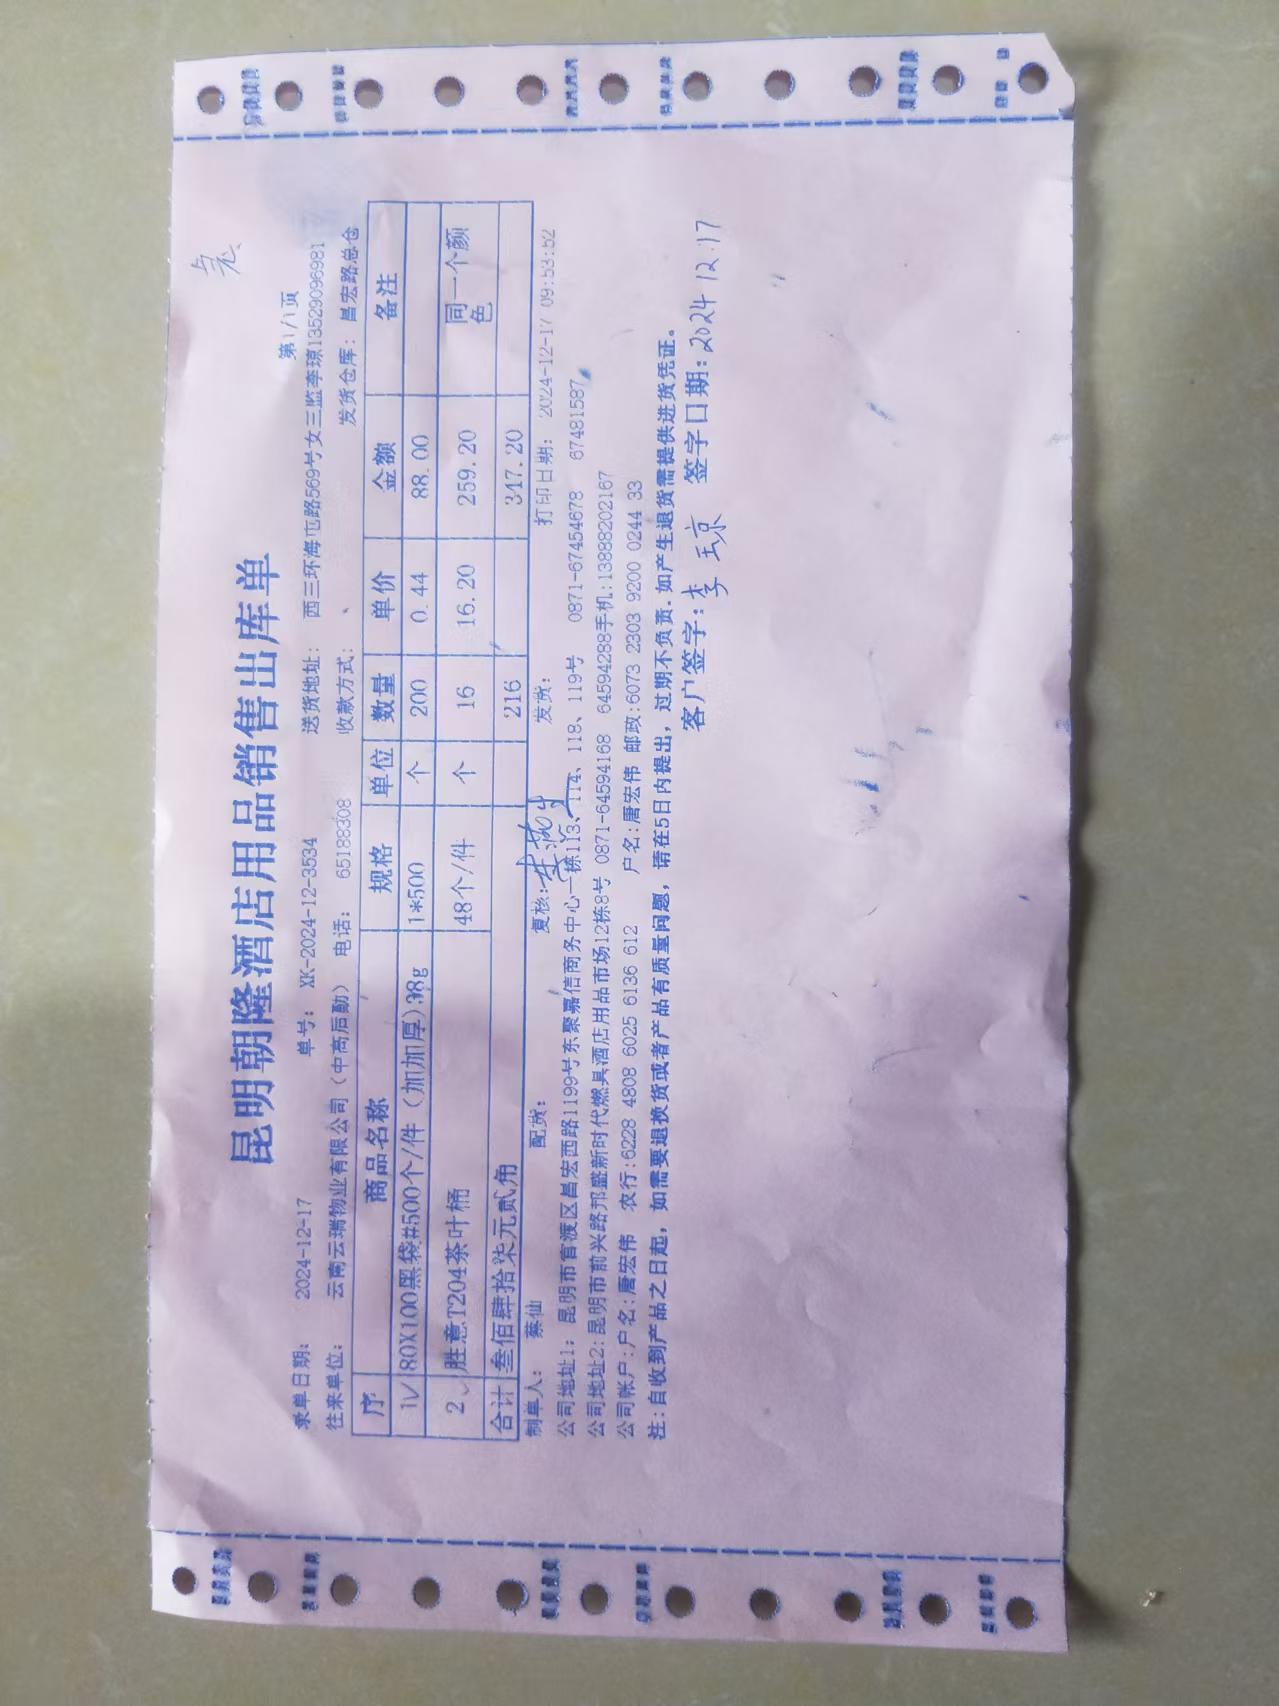 急
昆明朝隆酒店用品销售出库单
第1/1页
录单日期: 2024-12-17 单号: XK-2024-12-3534 送货地址: 西三环海屯路569号女三监李琼13529096981
往来单位: 云南云瑞物业有限公司（中高后勤） 电话: 65188308 收款方式: 、 发货仓库: 昌宏路总仓
序 商品名称 规格 单位 数量 单价 金额 备注
1√ 80X100黑袋#500个/件（加加厚）38g 1*500 个 200 0.44 88.00
2√ 胜意T204茶叶桶 48个/件 个 16 16.20 259.20 同一个颜色
合计 叁佰肆拾柒元贰角 216 347.20
制单人: 蔡仙 配货: 复核: 发货: 打印日期: 2024-12-17 09:53:52
公司地址1: 昆明市官渡区昌宏西路1199号东聚嘉信商务中心一栋113、114、118、119号 0871-67454678 67481587
公司地址2:昆明市前兴路邦盛新时代燃具酒店用品市场12栋8号 0871-64594168 64594288手机:13888202167
公司帐户:户名:唐宏伟 农行:6228 4808 6025 6136 612 户名:唐宏伟 邮政:6073 2303 9200 0244 33
注:自收到产品之日起，如需要退换货或者产品有质量问题，请在5日内提出，过期不负责.如产生退货需提供进货凭证。
客户签字: 李琼 签字日期: 2024 12.17